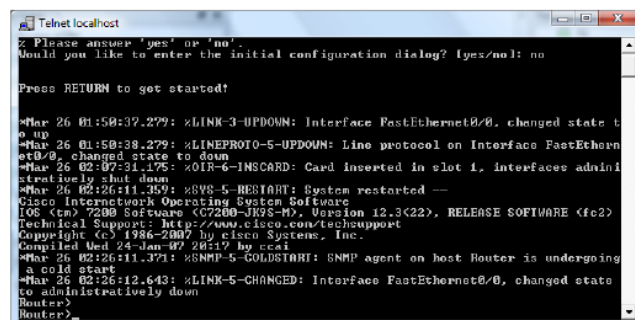 Telnet localhost
% Please answer 'yes' or 'no'.
Would you like to enter the initial configuration dialog? [yes/no]: no
Press RETURN to get started!
*Mar 26 01:50:37.279: %LINK-3-UPDOWN: Interface FastEthernet0/0, changed state t
o up
*Mar 26 01:50:38.279: %LINEPROTO-5-UPDOWN: Line protocol on Interface FastEthern
et0/0, changed state to down
*Mar 26 02:07:31.175: %OIR-6-INSCARD: Card inserted in slot 1, interfaces admini
stratively shut down
*Mar 26 02:26:11.359: %SYS-5-RESTART: System restarted --
Cisco Internetwork Operating System Software
IOS (tm) 7200 Software (C7200-JK9S-M), Version 12.3(22), RELEASE SOFTWARE (fc2)
Technical Support: http://www.cisco.com/techsupport
Copyright (c) 1986-2007 by cisco Systems, Inc.
Compiled Wed 24-Jan-07 20:17 by ccai
*Mar 26 02:26:11.371: %SNMP-5-COLDSTART: SNMP agent on host Router is undergoing
 a cold start
*Mar 26 02:26:12.643: %LINK-5-CHANGED: Interface FastEthernet0/0, changed state
to administratively down
Router>
Router>_